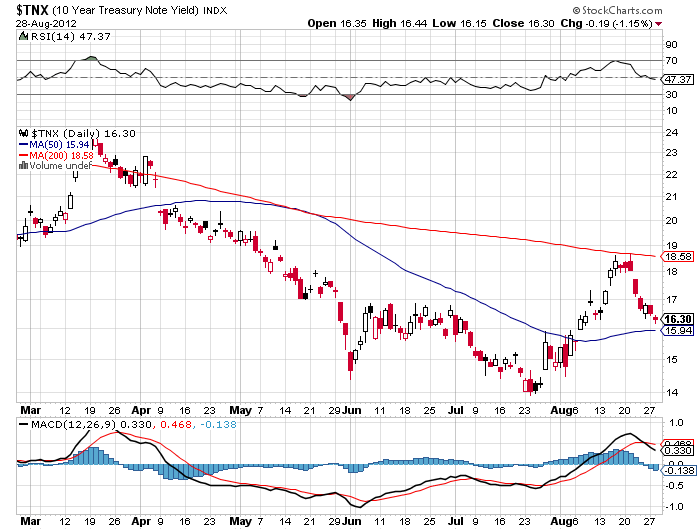 $TNX (10 Year Treasury Note Yield) INDX
© StockCharts.com
28-Aug-2012
Open 16.35 High 16.44 Low 16.15 Close 16.30 Chg -0.19 (-1.15%)
RSI(14) 47.37
90
70
50
47.37
30
10
$TNX (Daily) 16.30
MA(50) 15.94
MA(200) 18.58
Volume undef
24
23
22
21
20
19
18.58
18
17
16.30
15.94
15
14
Mar 12 19 26 Apr 9 16 23 May 7 14 21 29 Jun 11 18 25 Jul 9 16 23 Aug 6 13 20 27
MACD(12,26,9) 0.330, 0.468, -0.138
1.0
0.468
0.330
-0.138
-0.5
-1.0
Mar 12 19 26 Apr 9 16 23 May 7 14 21 29 Jun 11 18 25 Jul 9 16 23 Aug 6 13 20 27